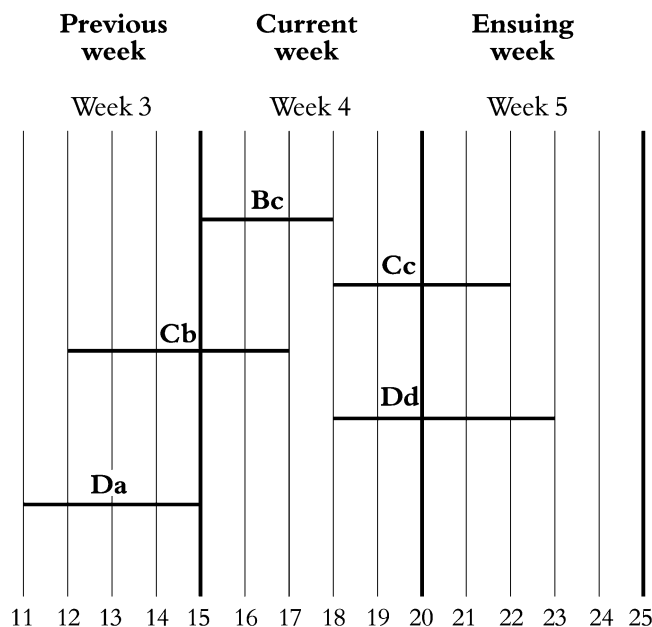 Previous week
Current week
Ensuing week
Week 3
Week 4
Week 5
Bc
Cc
Cb
Dd
Da
11 12 13 14 15 16 17 18 19 20 21 22 23 24 25